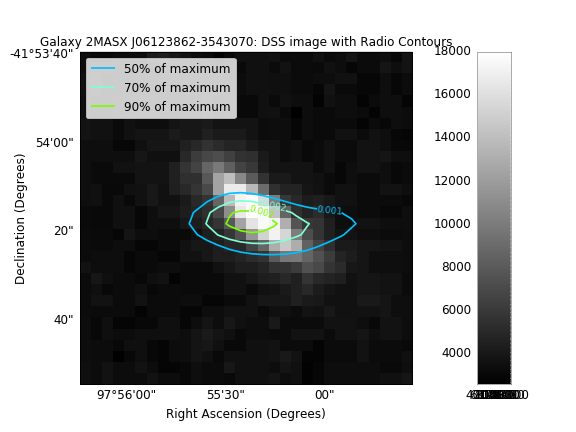 Galaxy 2MASX J06123862-3543070: DSS image with Radio Contours
-41°53'40"
54'00"
20"
40"
Declination (Degrees)
50% of maximum
70% of maximum
90% of maximum
0.001
97°56'00"
55'30"
00"
Right Ascension (Degrees)
18000
16000
14000
12000
10000
8000
6000
4000